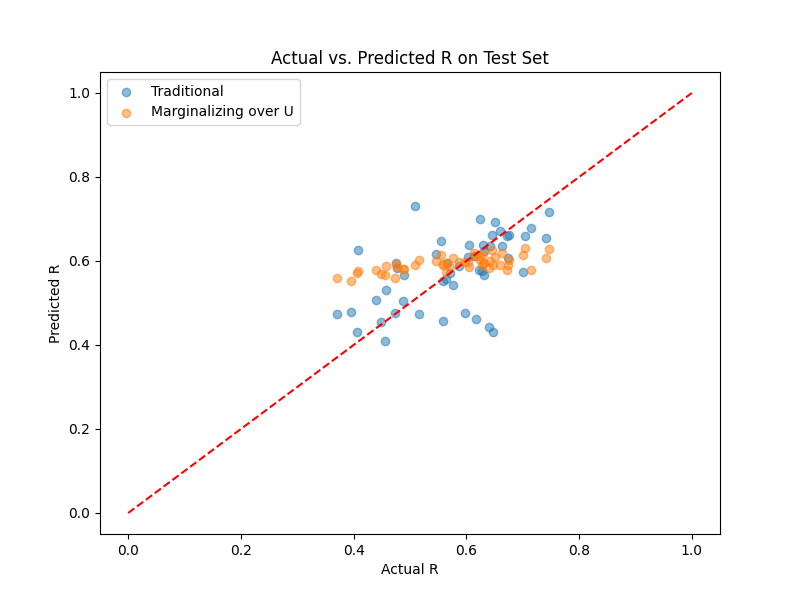 Actual vs. Predicted R on Test Set
Traditional
Marginalizing over U
Predicted R
1.0
0.8
0.6
0.4
0.2
0.0
0.0 0.2 0.4 0.6 0.8 1.0
Actual R